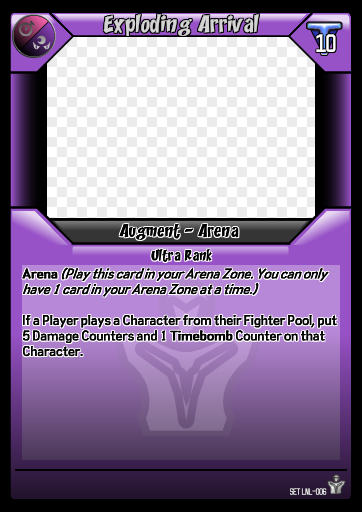 Exploding Arrival
10
Augment - Arena
Ultra Rank
Arena (Play this card in your Arena Zone. You can only
have 1 card in your Arena Zone at a time.)
If a Player plays a Character from their Fighter Pool, put
5 Damage Counters and 1 Timebomb Counter on that
Character.
SET LNL-006